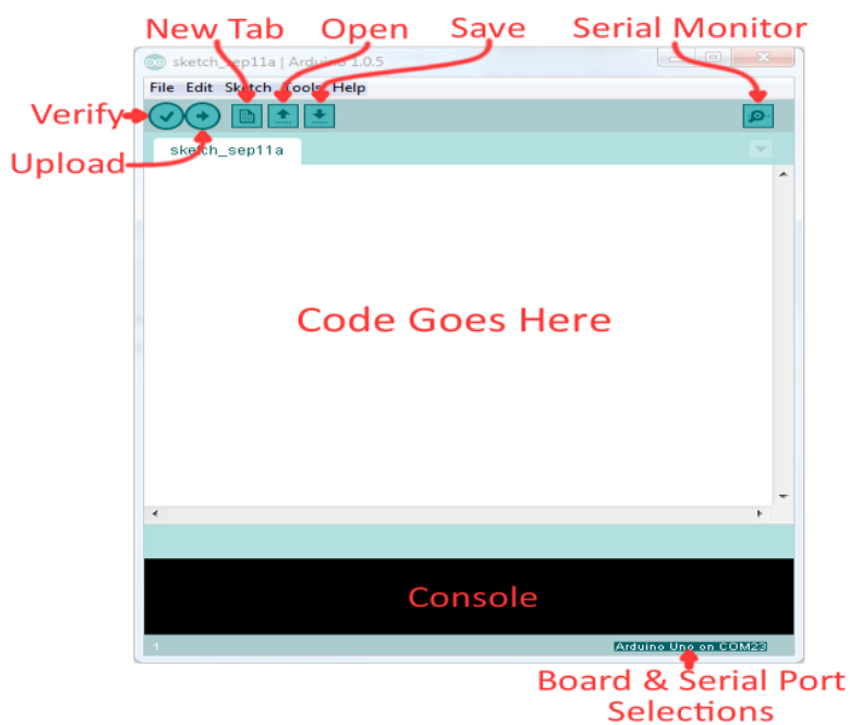 New Tab Open Save Serial Monitor
sketch_sep11a | Arduino 1.0.5
File Edit Sketch Tools Help
Verify
Upload
sketch_sep11a
Code Goes Here
Console
1 Arduino Uno on COM23
Board & Serial Port
Selections